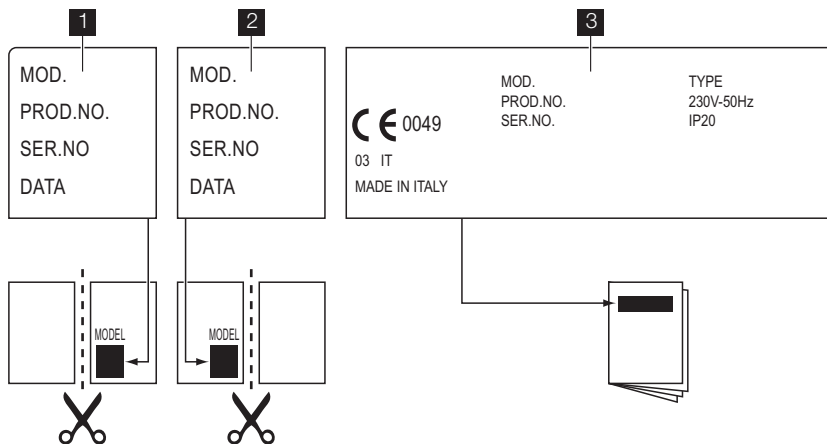 1
MOD.
PROD.NO.
SER.NO
DATA
2
MOD.
PROD.NO.
SER.NO
DATA
3
MOD.
PROD.NO.
SER.NO.
TYPE
230V-50Hz
IP20
CE 0049
03 IT
MADE IN ITALY
MODEL
MODEL